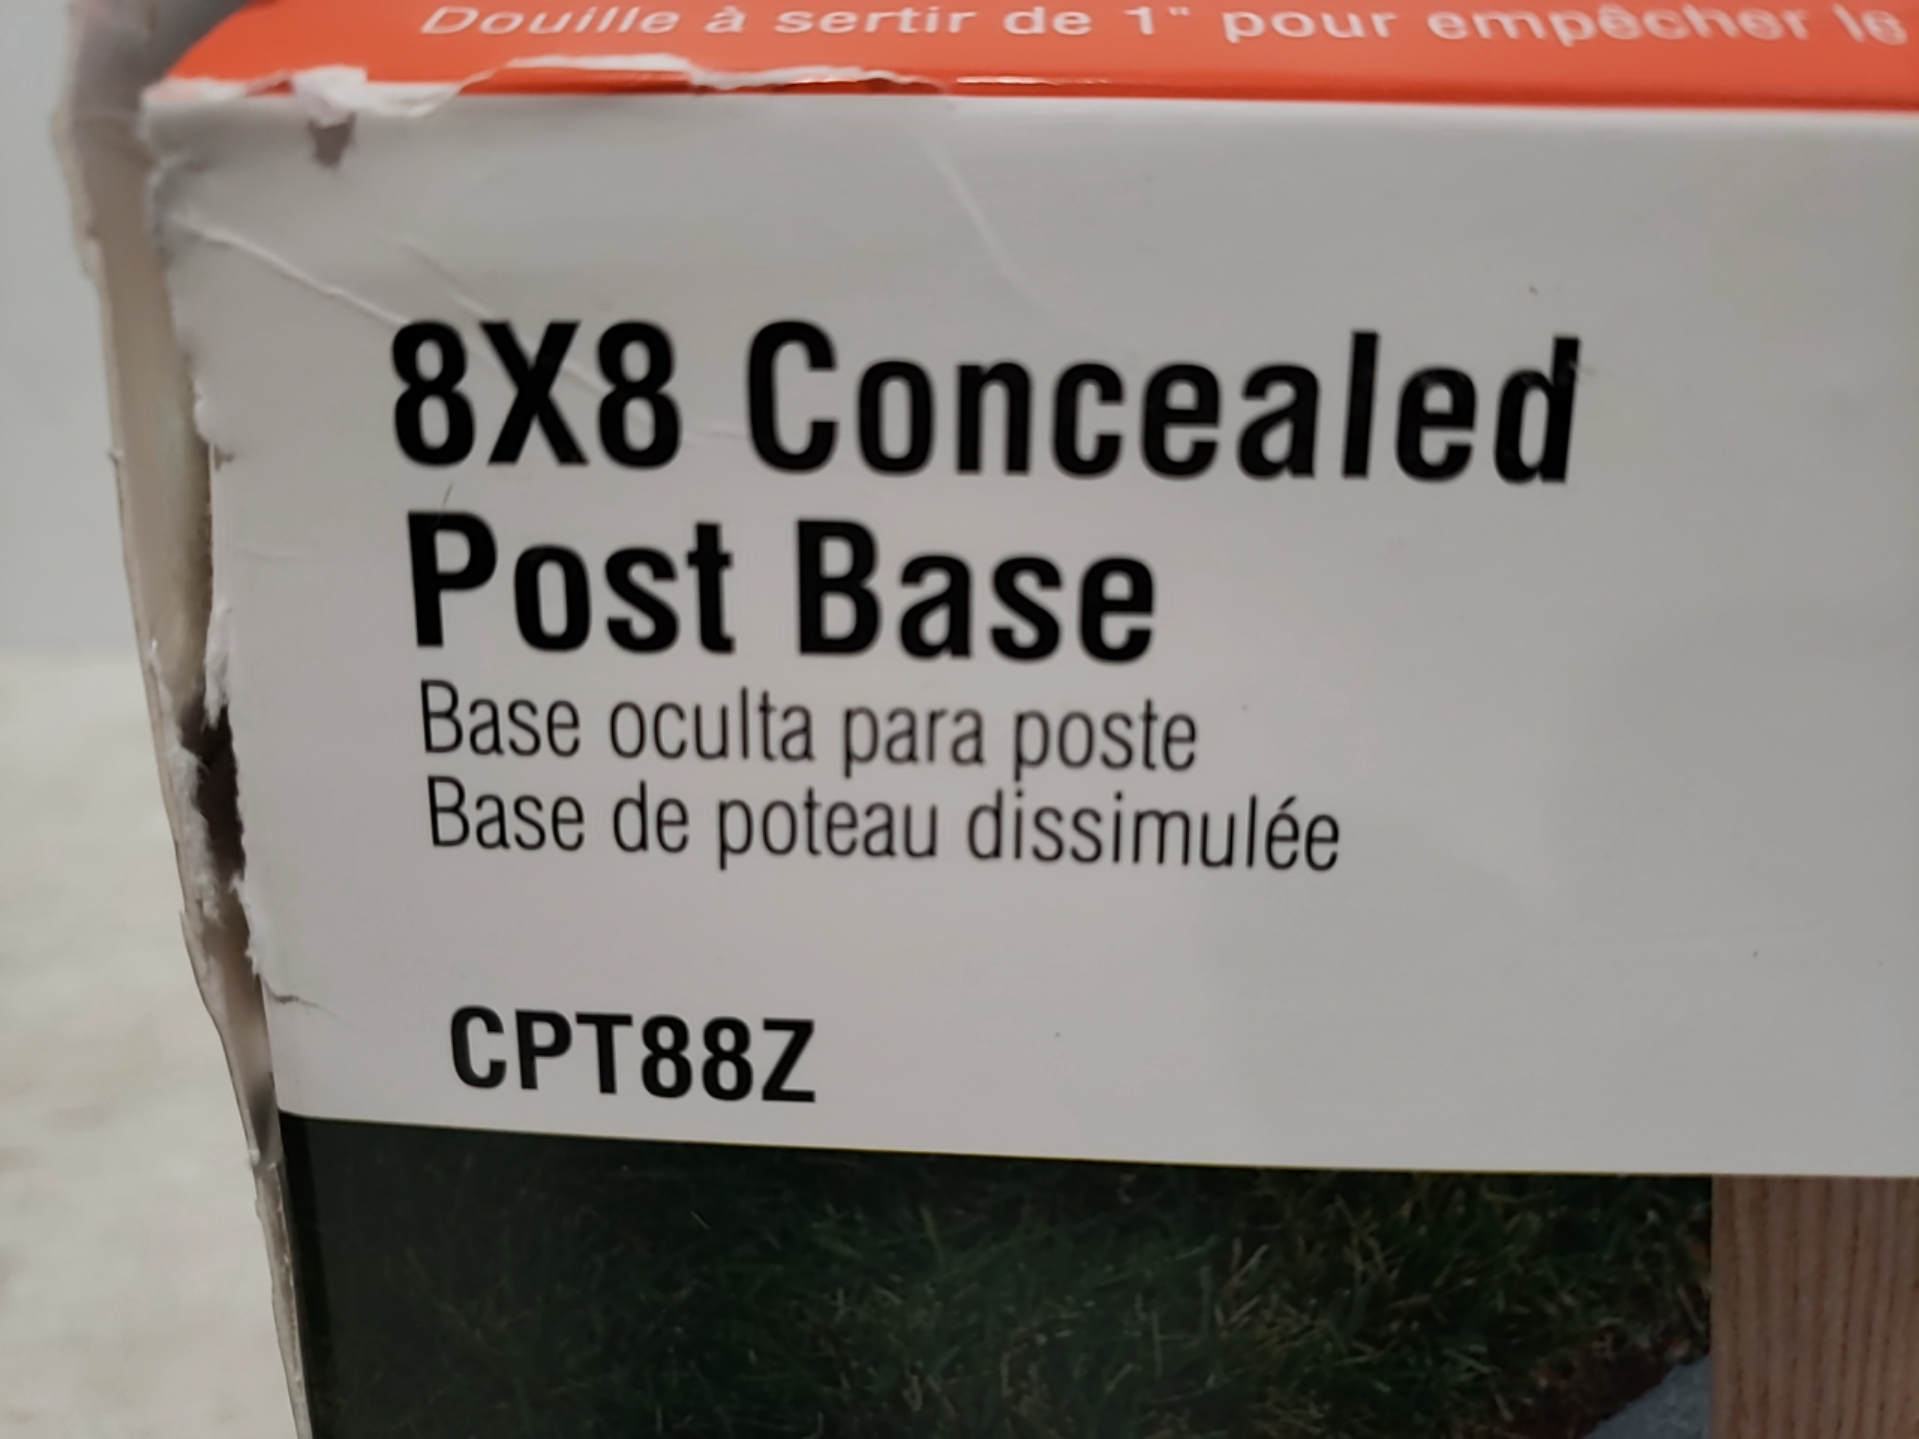 Douille à sertir de 1" pour empêcher le
8X8 Concealed
Post Base
Base oculta para poste
Base de poteau dissimulée
CPT88Z